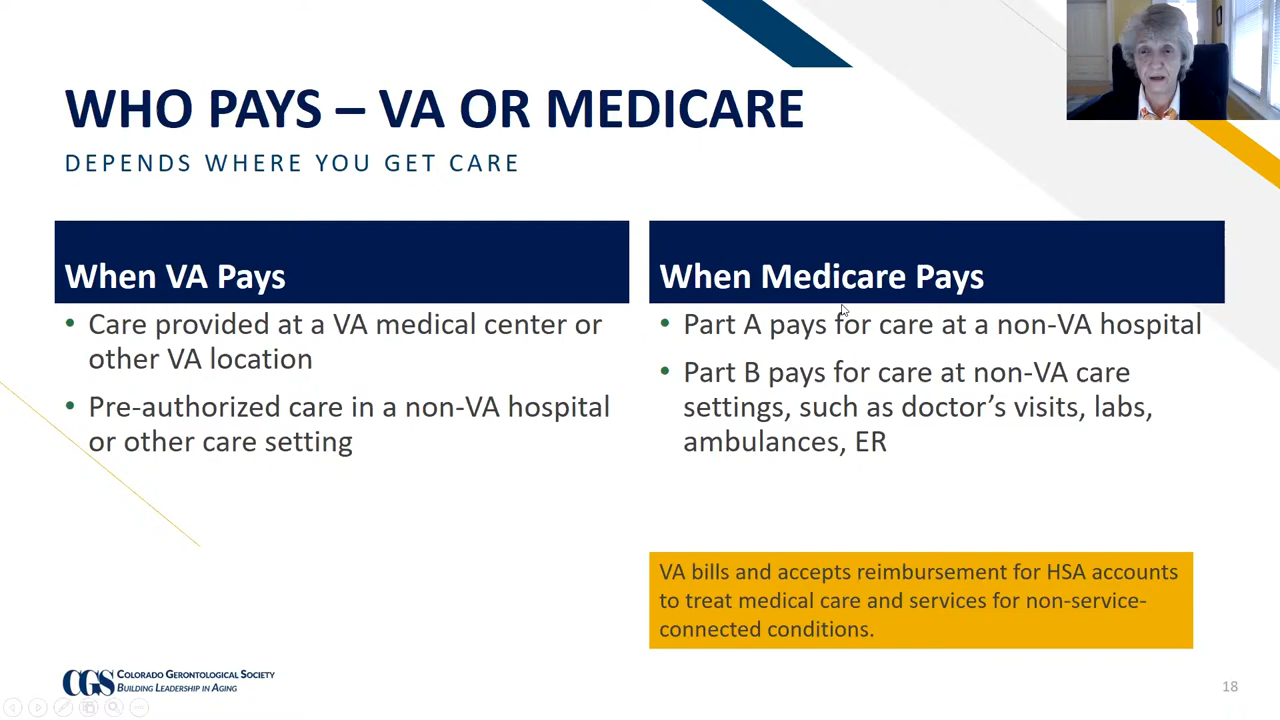 WHO PAYS – VA OR MEDICARE
DEPENDS WHERE YOU GET CARE
When VA Pays
• Care provided at a VA medical center or
other VA location
• Pre-authorized care in a non-VA hospital
or other care setting
When Medicare Pays
• Part A pays for care at a non-VA hospital
• Part B pays for care at non-VA care
settings, such as doctor’s visits, labs,
ambulances, ER
VA bills and accepts reimbursement for HSA accounts
to treat medical care and services for non-service-
connected conditions.
CGS
COLORADO GERONTOLOGICAL SOCIETY
BUILDING LEADERSHIP IN AGING
18